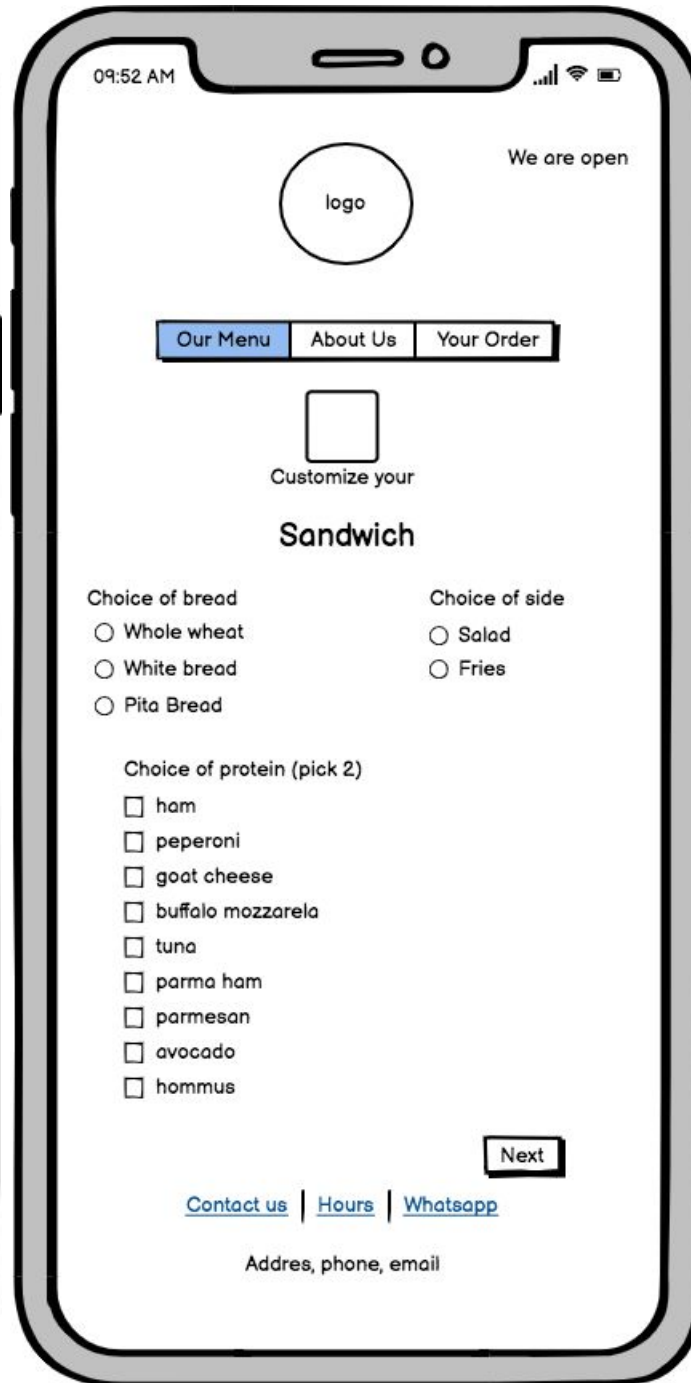 09:52 AM
We are open
logo
Our Menu
About Us
Your Order
Customize your
Sandwich
Choice of bread
Whole wheat
White bread
Pita Bread
Choice of side
Salad
Fries
Choice of protein (pick 2)
ham
peperoni
goat cheese
buffalo mozzarela
tuna
parma ham
parmesan
avocado
hommus
Next
Contact us
Hours
Whatsapp
Addres, phone, email